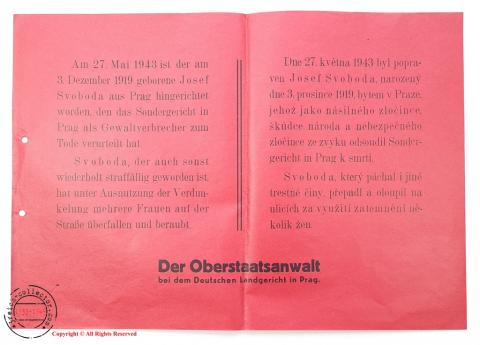 Am 27. Mai 1943 ist der am
3. Dezember 1919 geborene Josef
Svoboda aus Prag hingerichtet
worden, den das Sondergericht in
Prag als Gewaltverbrecher zum
Tode verurteilt hat.
Svoboda, der auch sonst
wiederholt straffällig geworden ist,
hat unter Ausnutzung der Verdun-
kelung mehrere Frauen auf der
Straße überfallen und beraubt.
Dne 27. května 1943 byl popra-
ven Josef Svoboda, narozený
dne 3. prosince 1919, bytem v Praze,
jehož jako násilného zločince,
škůdce národa a nebezpečného
zločince ze zvyku odsoudil Sonder-
gericht in Prag k smrti.
Svoboda, který páchal i jiné
trestné činy, přepadl a oloupil na
ulicích za využití zatemnění ně-
kolik žen.
Der Oberstaatsanwalt
bei dem Deutschen Landgericht in Prag.
Copyright © All Rights Reserved